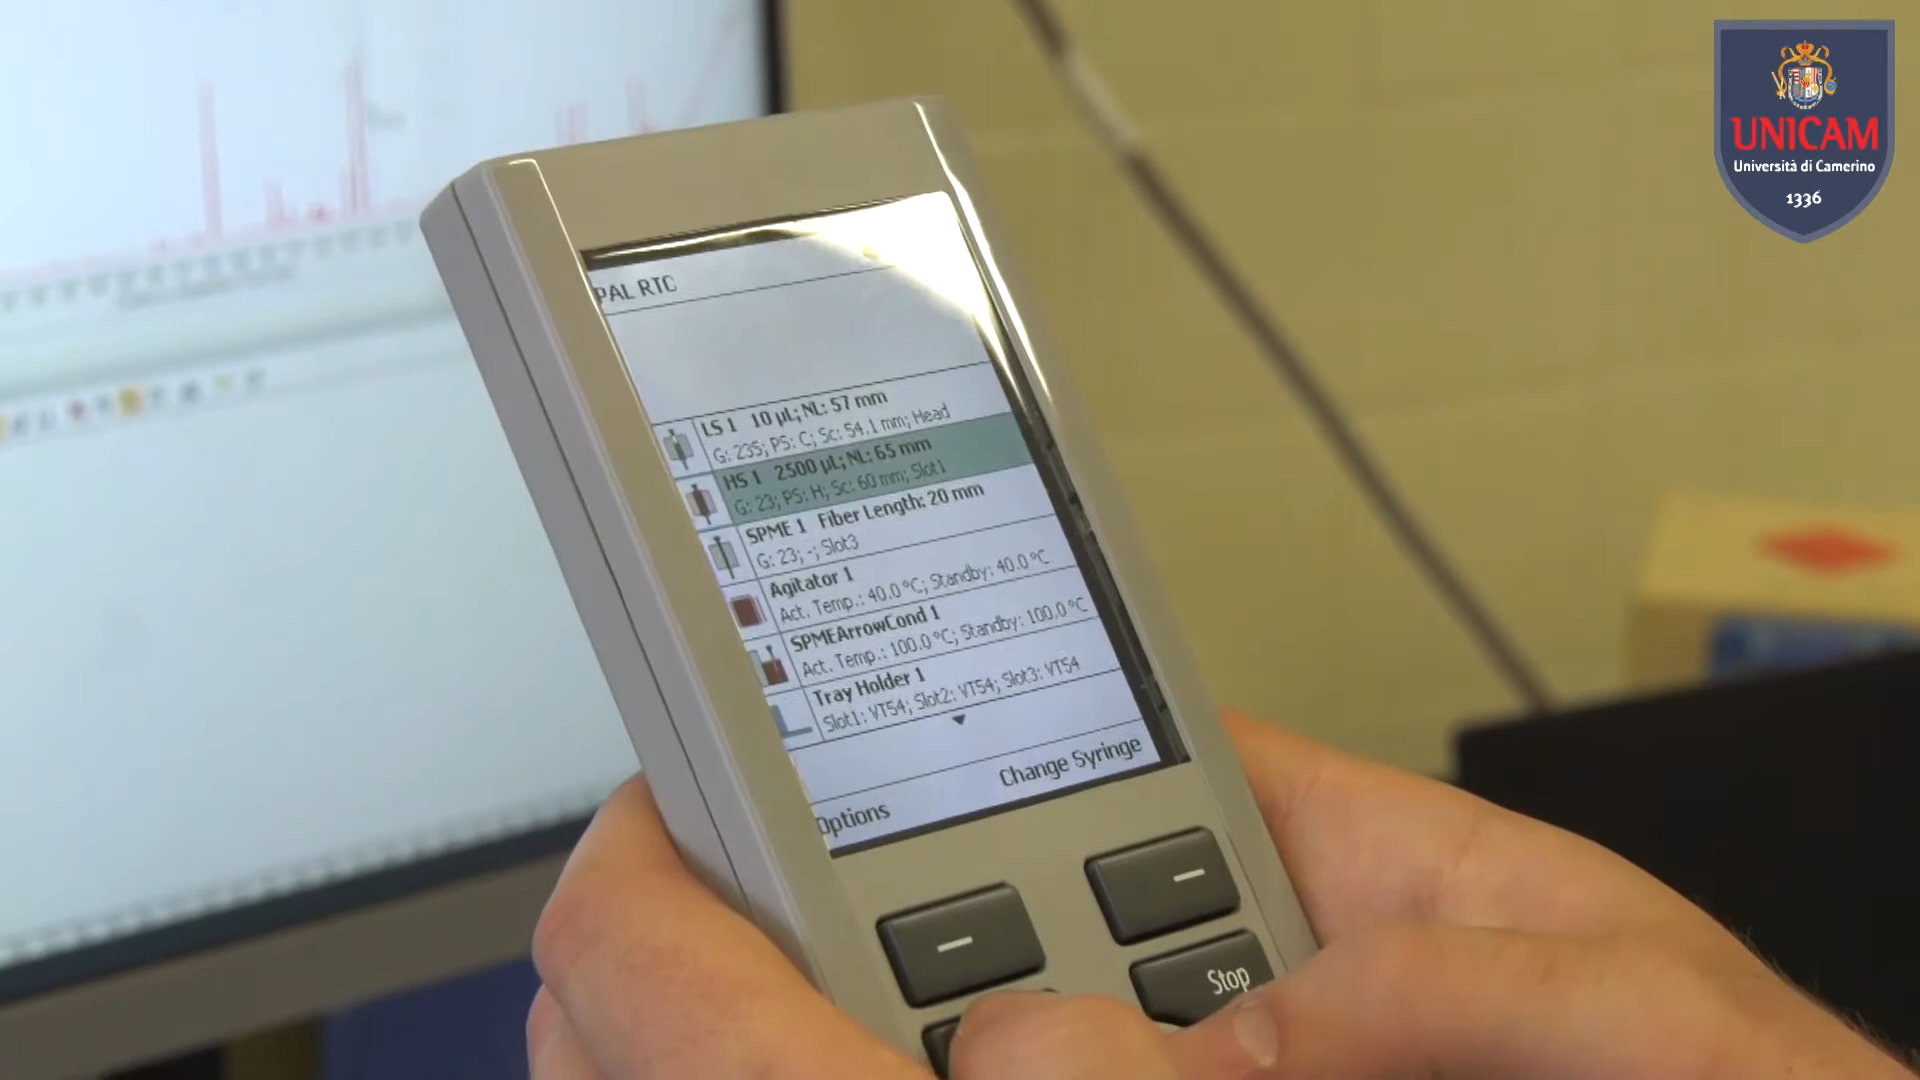 UNICAM
Università di Camerino
1336
PAL RTC
LS 1 10 µL; NL: 57 mm
G: 23S; PS: C; Sc: 54.1 mm; Head
HS 1 2500 µL; NL: 65 mm
G: 23; PS: H; Sc: 60 mm; Slot1
SPME 1 Fiber Length: 20 mm
G: 23; -; Slot3
Agitator 1
Act. Temp.: 40.0 °C; Standby: 40.0 °C
SPMEArrowCond 1
Act. Temp.: 100.0 °C; Standby: 100.0 °C
Tray Holder 1
Slot1: VT54; Slot2: VT54; Slot3: VT54
Options Change Syringe
Stop